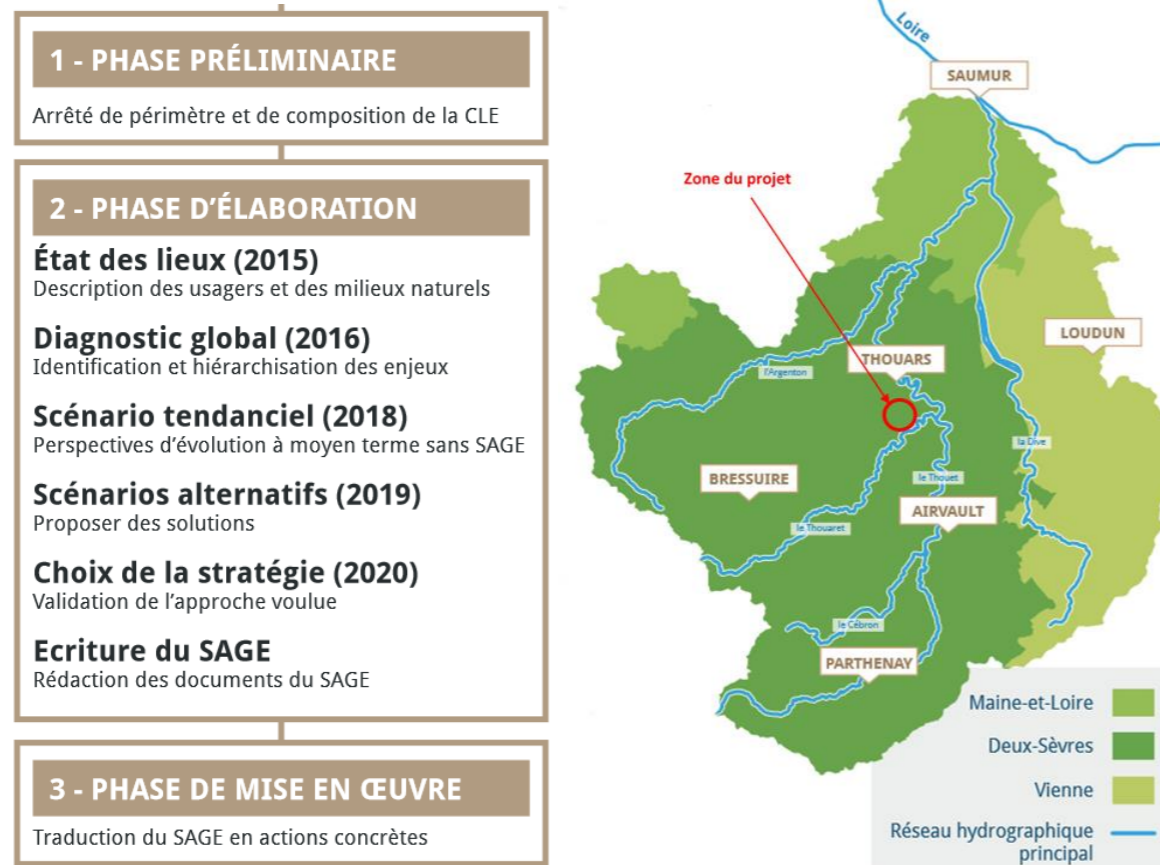 1 - PHASE PRÉLIMINAIRE
Arrêté de périmètre et de composition de la CLE
2 - PHASE D'ÉLABORATION
État des lieux (2015)
Description des usagers et des milieux naturels
Diagnostic global (2016)
Identification et hiérarchisation des enjeux
Scénario tendanciel (2018)
Perspectives d'évolution à moyen terme sans SAGE
Scénarios alternatifs (2019)
Proposer des solutions
Choix de la stratégie (2020)
Validation de l'approche voulue
Ecriture du SAGE
Rédaction des documents du SAGE
3 - PHASE DE MISE EN ŒUVRE
Traduction du SAGE en actions concrètes
Loire
SAUMUR
Zone du projet
LOUDUN
THOUARS
l'Argenton
la Dive
BRESSUIRE
le Thouet
AIRVAULT
le Thouaret
le Cébron
PARTHENAY
Maine-et-Loire
Deux-Sèvres
Vienne
Réseau hydrographique
principal